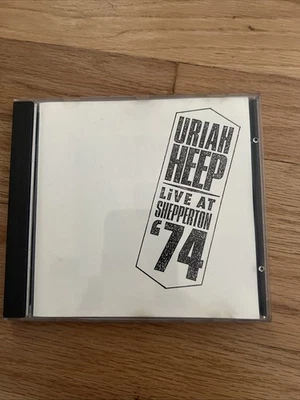 URIAH
HEEP
LiVE AT
SHEPPERTON
'74